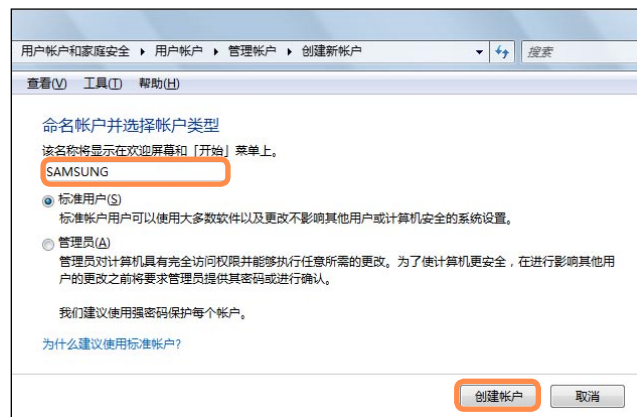 用户帐户和家庭安全 ▸ 用户帐户 ▸ 管理帐户 ▸ 创建新帐户 搜索
查看(V) 工具(T) 帮助(H)
命名帐户并选择帐户类型
该名称将显示在欢迎屏幕和「开始」菜单上。
SAMSUNG
标准用户(S)
标准帐户用户可以使用大多数软件以及更改不影响其他用户或计算机安全的系统设置。
管理员(A)
管理员对计算机具有完全访问权限并能够执行任意所需的更改。为了使计算机更安全，在进行影响其他用
户的更改之前将要求管理员提供其密码或进行确认。
我们建议使用强密码保护每个帐户。
为什么建议使用标准帐户?
创建帐户 取消